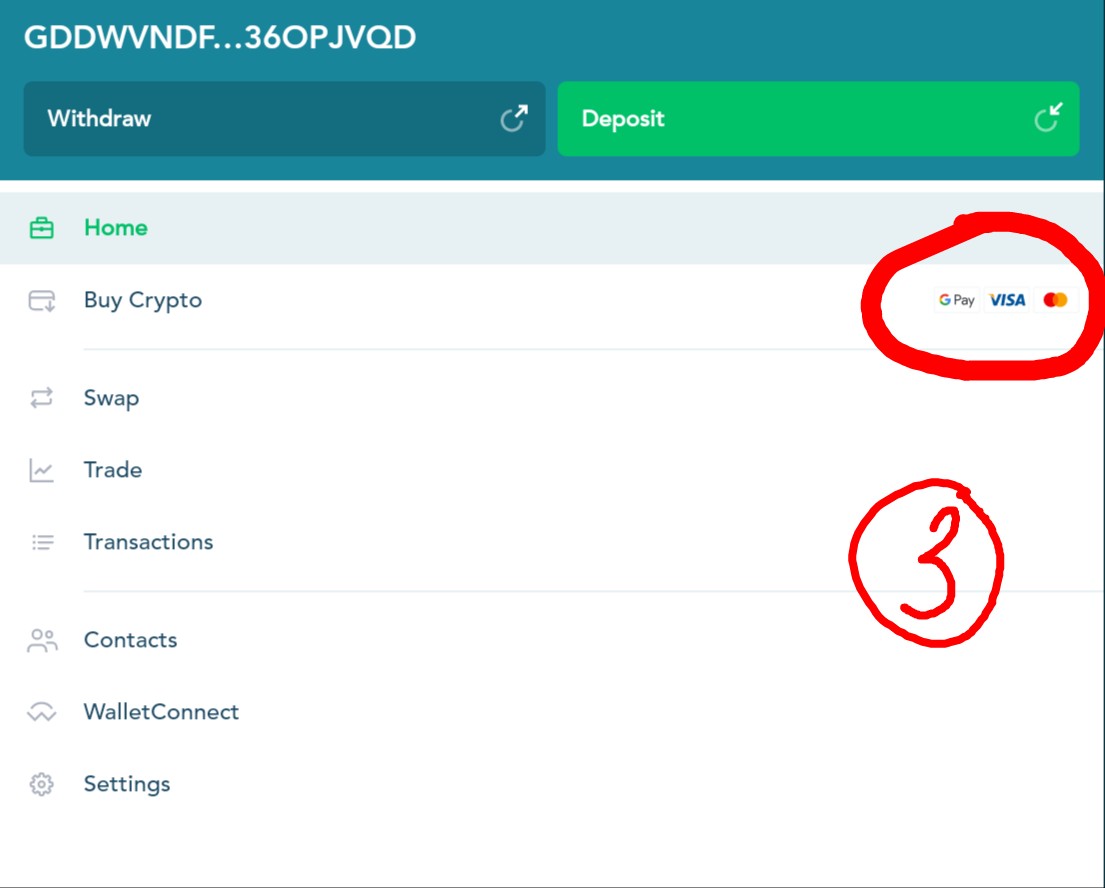 GDDWVNDF...36OPJVQD
Withdraw
Deposit
Home
Buy Crypto
G Pay VISA
Swap
Trade
Transactions
3
Contacts
WalletConnect
Settings